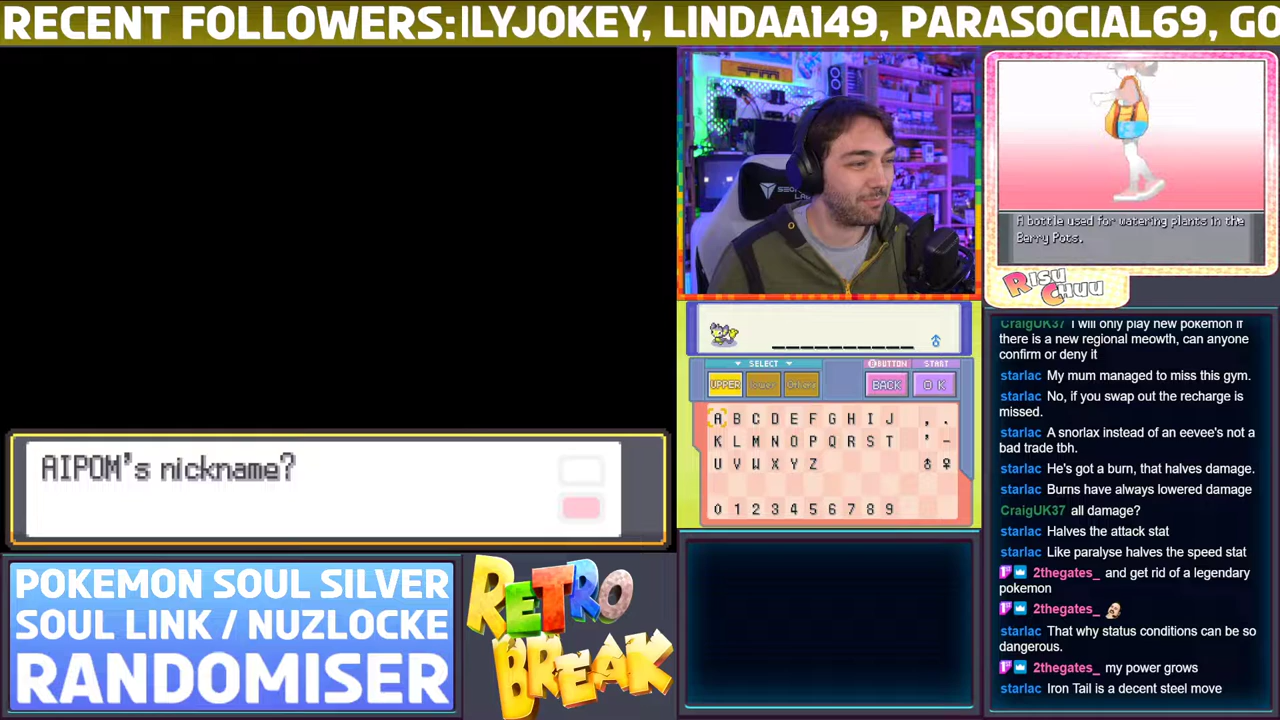 RECENT FOLLOWERS: ILYJOKEY, LINDAA149, PARASOCIAL69, GO
A bottle used for watering plants in the
Berry Pots.
RISU
CHUU
SELECT
BUTTON
START
UPPER
lower
Others
BACK
OK
A B C D E F G H I J , .
K L M N O P Q R S T ' -
U V W X Y Z ♂ ♀
0 1 2 3 4 5 6 7 8 9
AIPOM's nickname?
POKEMON SOUL SILVER
SOUL LINK / NUZLOCKE
RANDOMISER
RETRO
BREAK
CraigUK37 I will only play new pokemon if
there is a new regional meowth, can anyone
confirm or deny it
starlac My mum managed to miss this gym.
starlac No, if you swap out the recharge is
missed.
starlac A snorlax instead of an eevee's not a
bad trade tbh.
starlac He's got a burn, that halves damage.
starlac Burns have always lowered damage
CraigUK37 all damage?
starlac Halves the attack stat
starlac Like paralyse halves the speed stat
1st 2thegates_ and get rid of a legendary
pokemon
1st 2thegates_
starlac That why status conditions can be so
dangerous.
1st 2thegates_ my power grows
starlac Iron Tail is a decent steel move